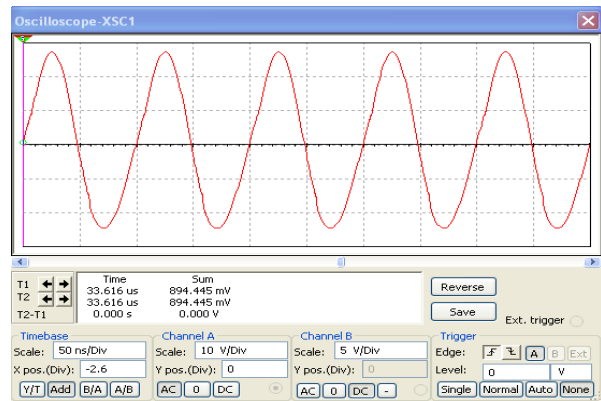 Oscilloscope-XSC1
T1
T2
T2-T1
Time Sum
33.616 us 894.445 mV
33.616 us 894.445 mV
0.000 s 0.000 V
Reverse
Save
Ext. trigger
Timebase
Scale: 50 ns/Div
X pos.(Div): -2.6
Y/T Add B/A A/B
Channel A
Scale: 10 V/Div
Y pos.(Div): 0
AC 0 DC
Channel B
Scale: 5 V/Div
Y pos.(Div): 0
AC 0 DC -
Trigger
Edge: A B Ext
Level: 0 V
Single Normal Auto None